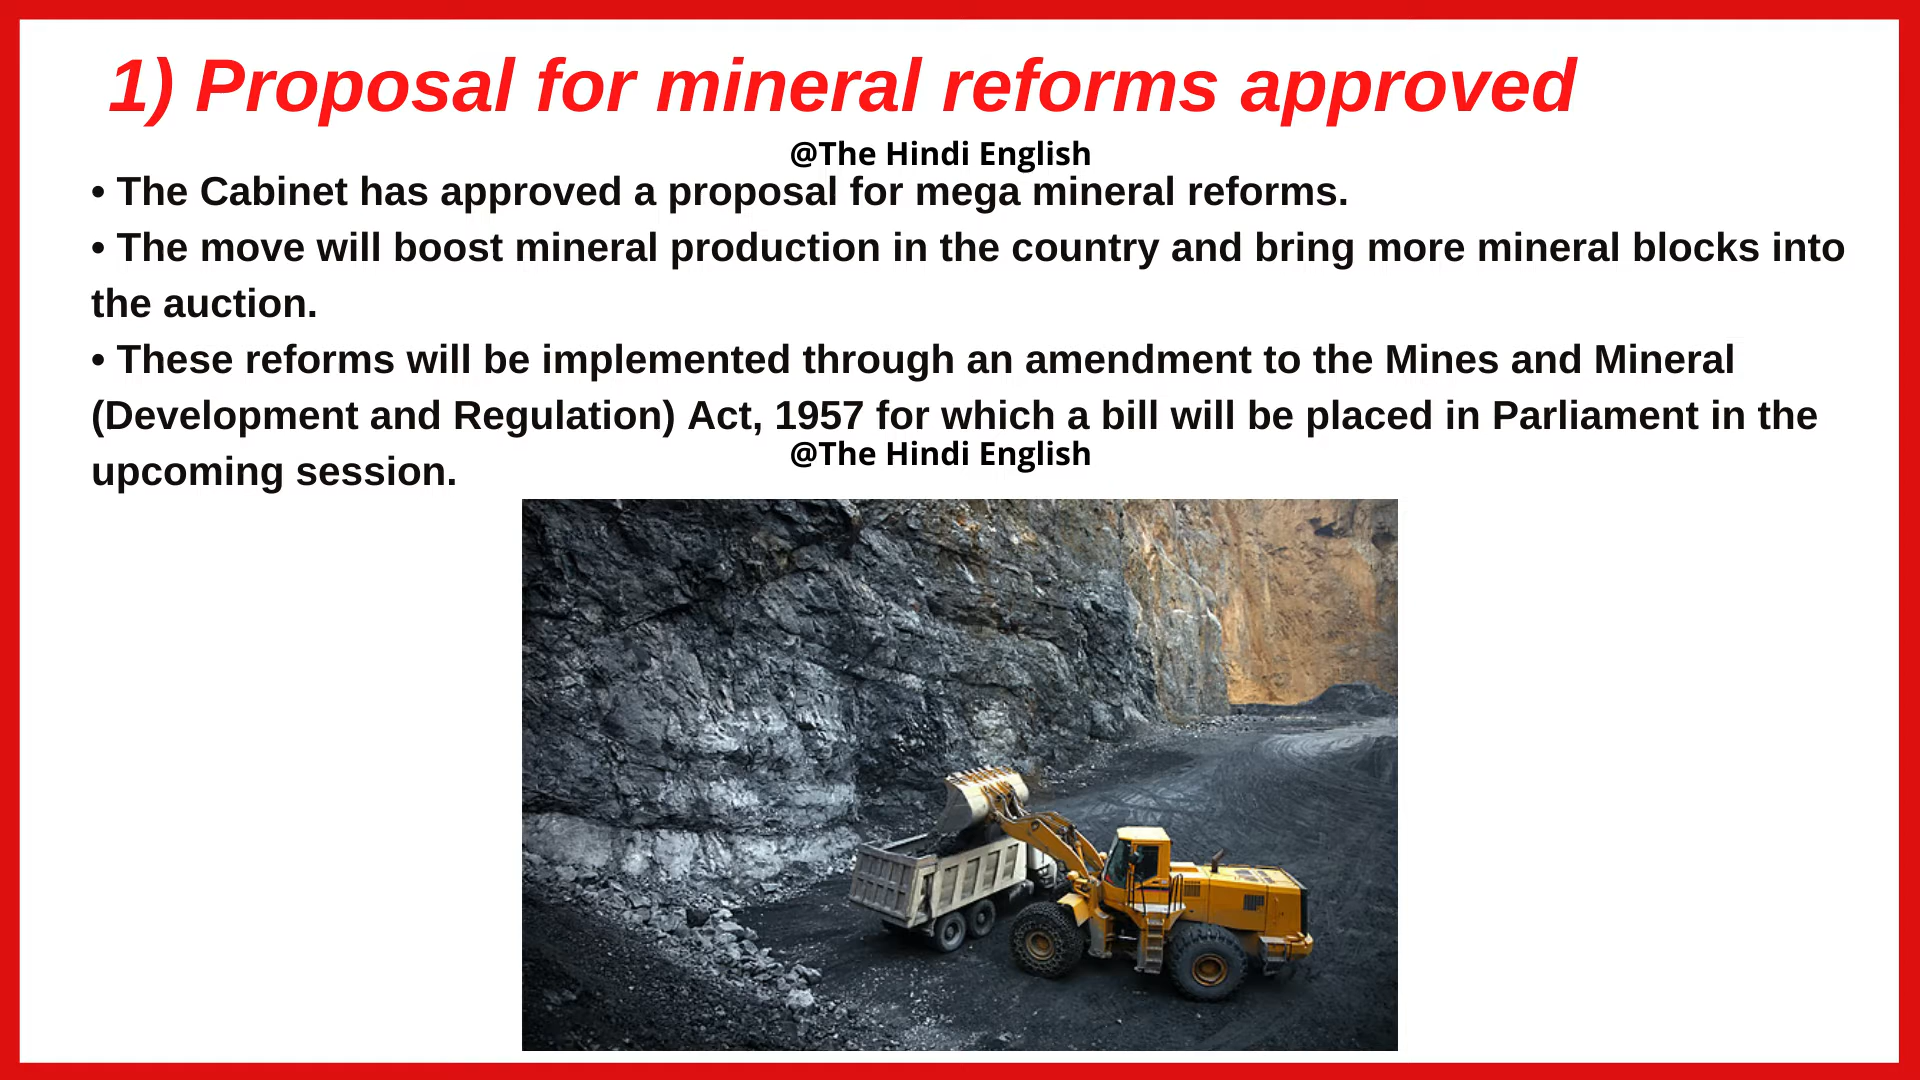 1) Proposal for mineral reforms approved
@The Hindi English
• The Cabinet has approved a proposal for mega mineral reforms.
• The move will boost mineral production in the country and bring more mineral blocks into
the auction.
• These reforms will be implemented through an amendment to the Mines and Mineral
(Development and Regulation) Act, 1957 for which a bill will be placed in Parliament in the
@The Hindi English
upcoming session.